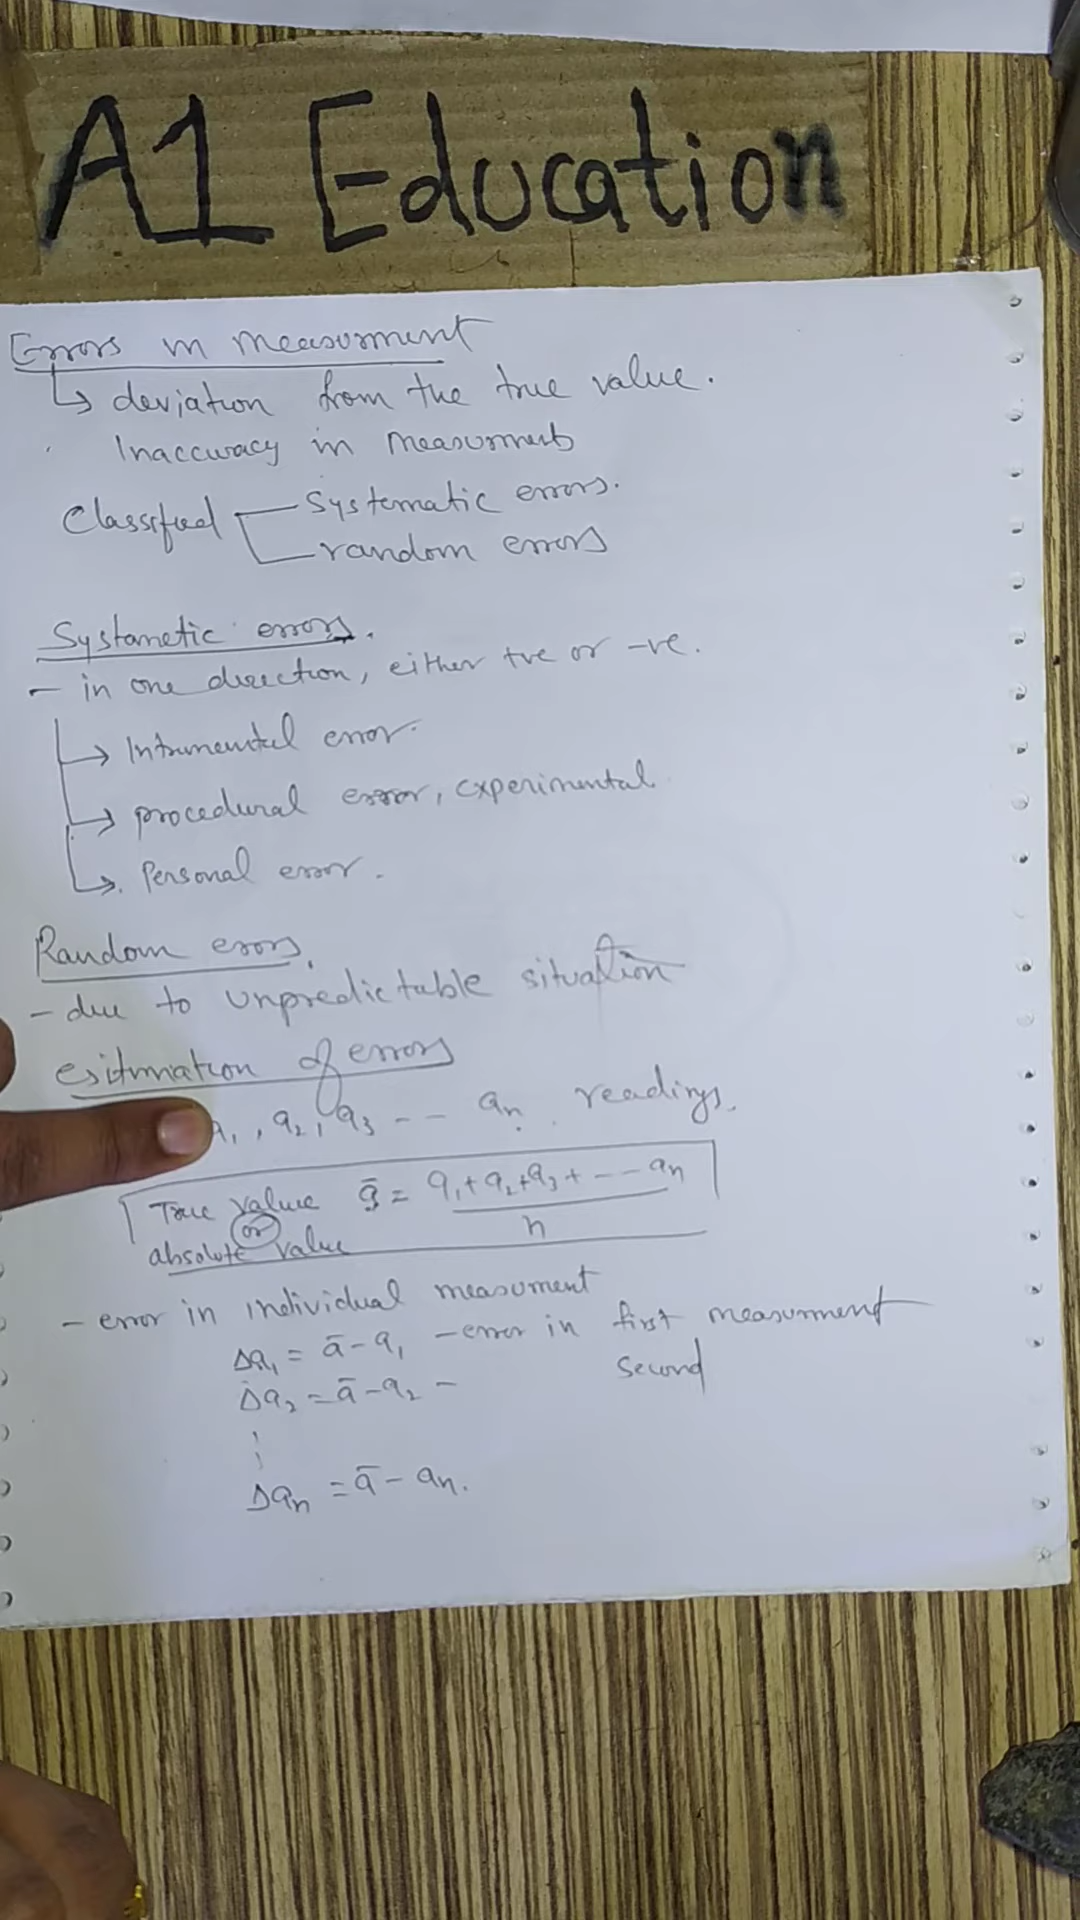 A1 Education
Errors in measurment
↳ deviation from the true value.
Inaccuracy in measurments
Classified Systematic errors.
random errors
Systametic errors.
- in one direction, either +ve or -ve.
→ Intrumental error.
→ procedural error, experimental
→ Personal error.
Random erors.
- due to unpredictable situation
esitmation of errors
a₁, a₂, a₃ -- aₙ readings.
True value ā = a₁+a₂+a₃+---aₙ
n
(or)
absolute value
- error in individual measument
Δa₁ = ā-a₁ -error in first measurment
Δa₂ = ā-a₂ - second
Δaₙ = ā- aₙ.